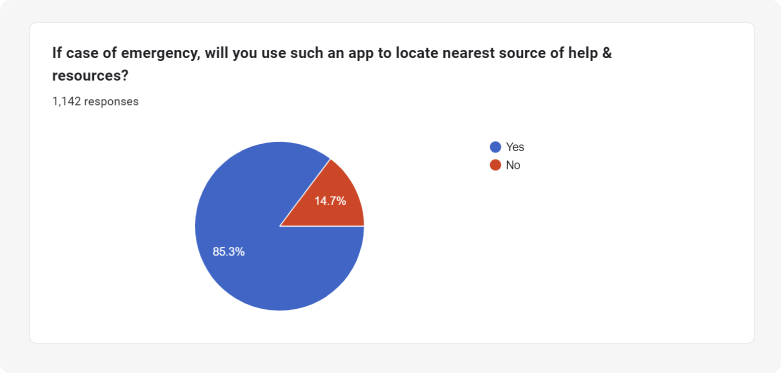 If case of emergency, will you use such an app to locate nearest source of help &
resources?
1,142 responses
Yes
No
14.7%
85.3%